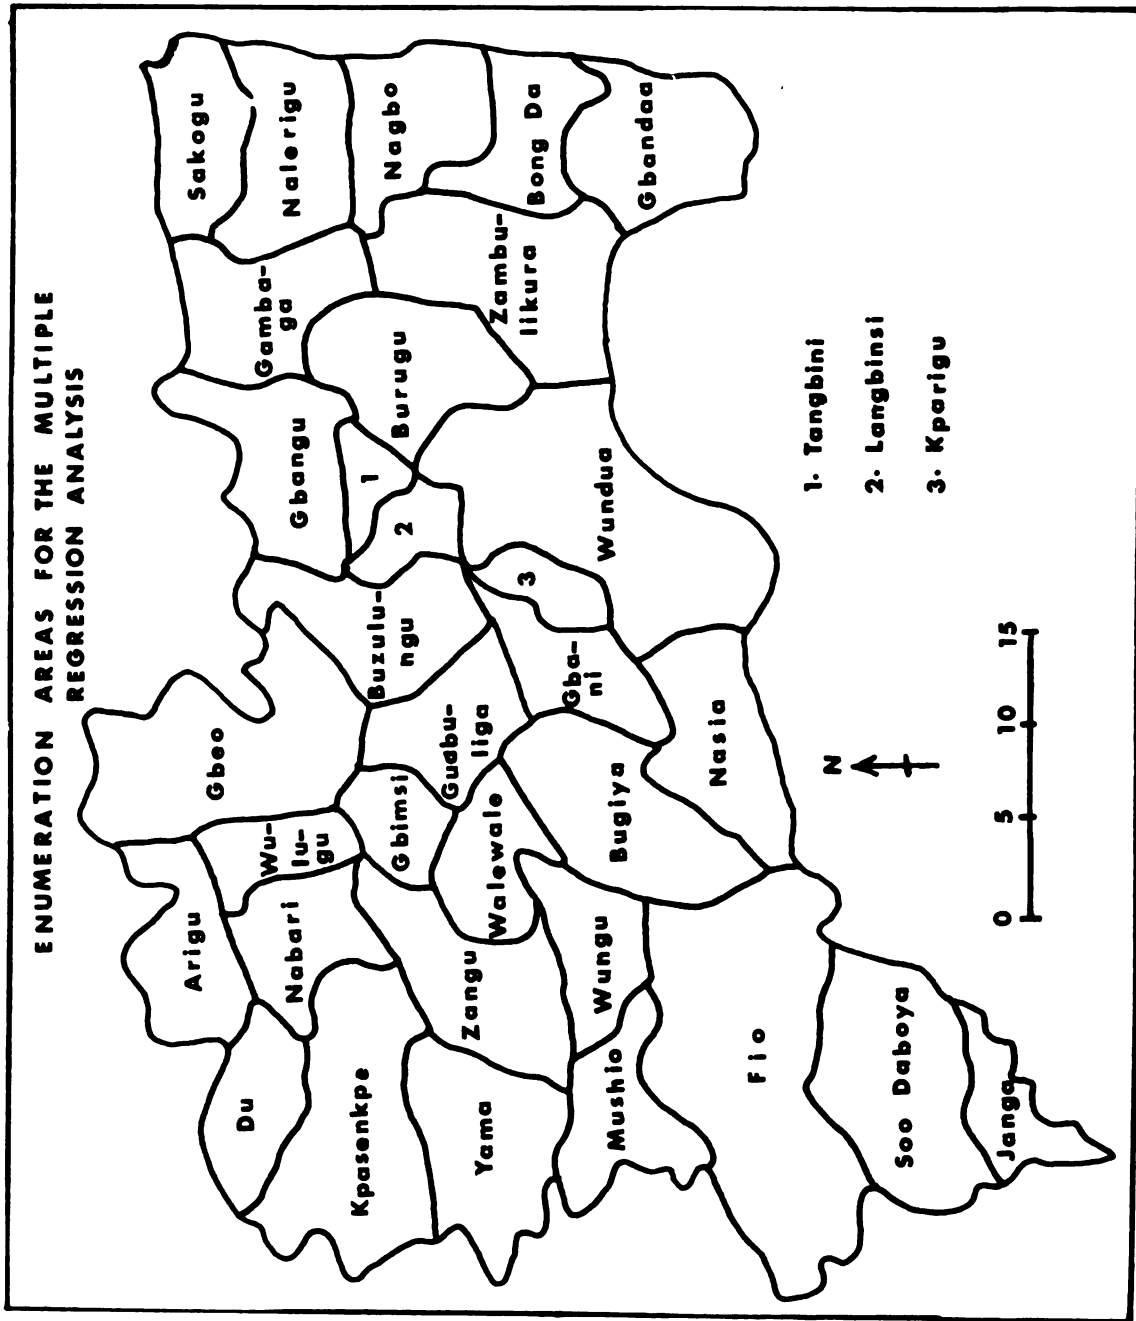 ENUMERATION AREAS FOR THE MULTIPLE
REGRESSION ANALYSIS
Sakogu
Nalerigu
Nagbo
Bong Da
Gbandaa
Gamba-
ga
Zambu-
likura
Burugu
Gbangu
1
2
3
Wundua
Buzulu-
ngu
Gba-
ni
Nasia
Gbeo
Guabu-
liga
Gbimsi
Walewale
Bugiya
Wu-
lu-
gu
Arigu
Nabari
Zangu
Wungu
Du
Kpasenkpe
Yama
Mushio
Fio
Soo Daboya
Janga
1. Tangbini
2. Langbinsi
3. Kparigu
N
0 5 10 15